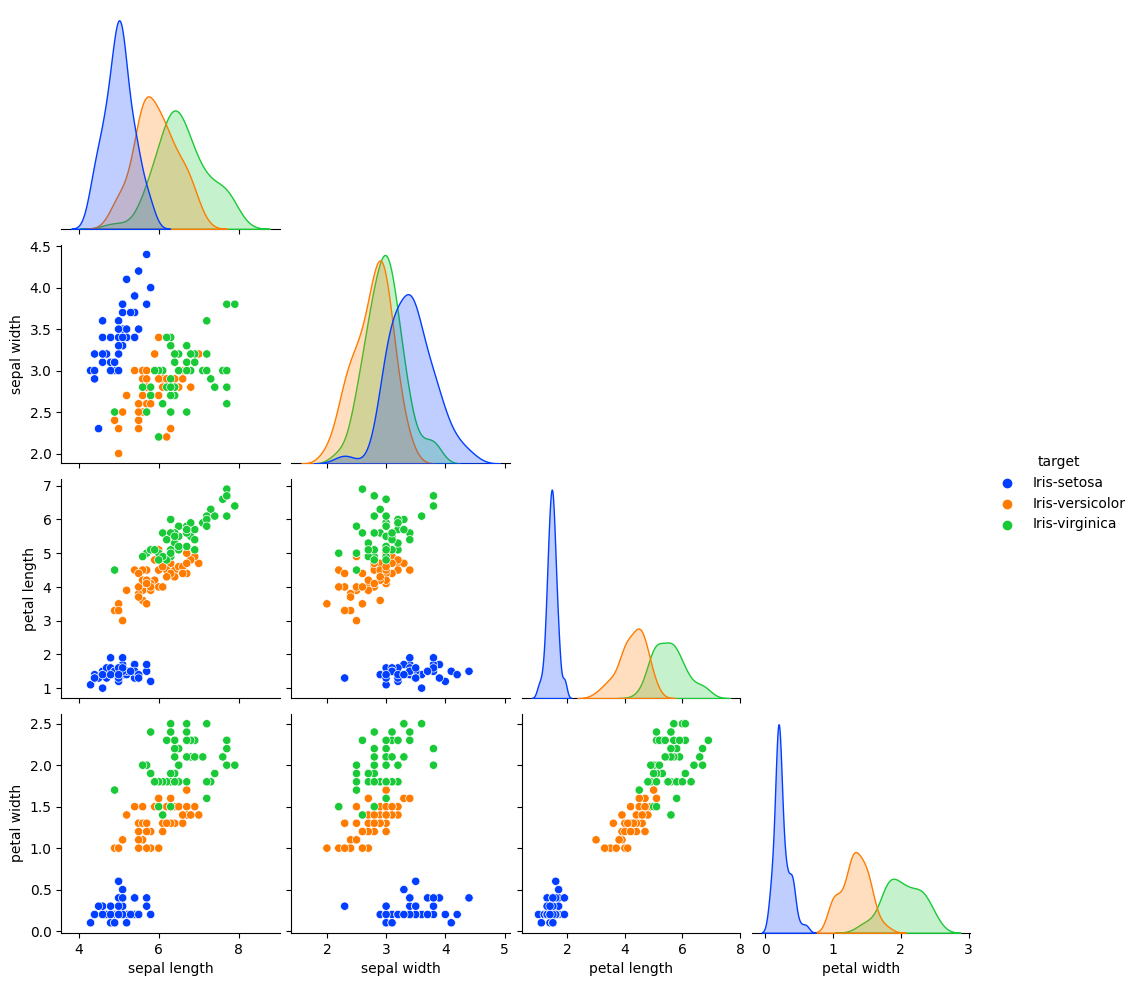 4.5
4.0
3.5
3.0
2.5
2.0
sepal width
7
6
5
4
3
2
1
petal length
target
Iris-setosa
Iris-versicolor
Iris-virginica
2.5
2.0
1.5
1.0
0.5
0.0
petal width
4 6 8
sepal length
2 3 4 5
sepal width
2 4 6 8
petal length
0 1 2 3
petal width